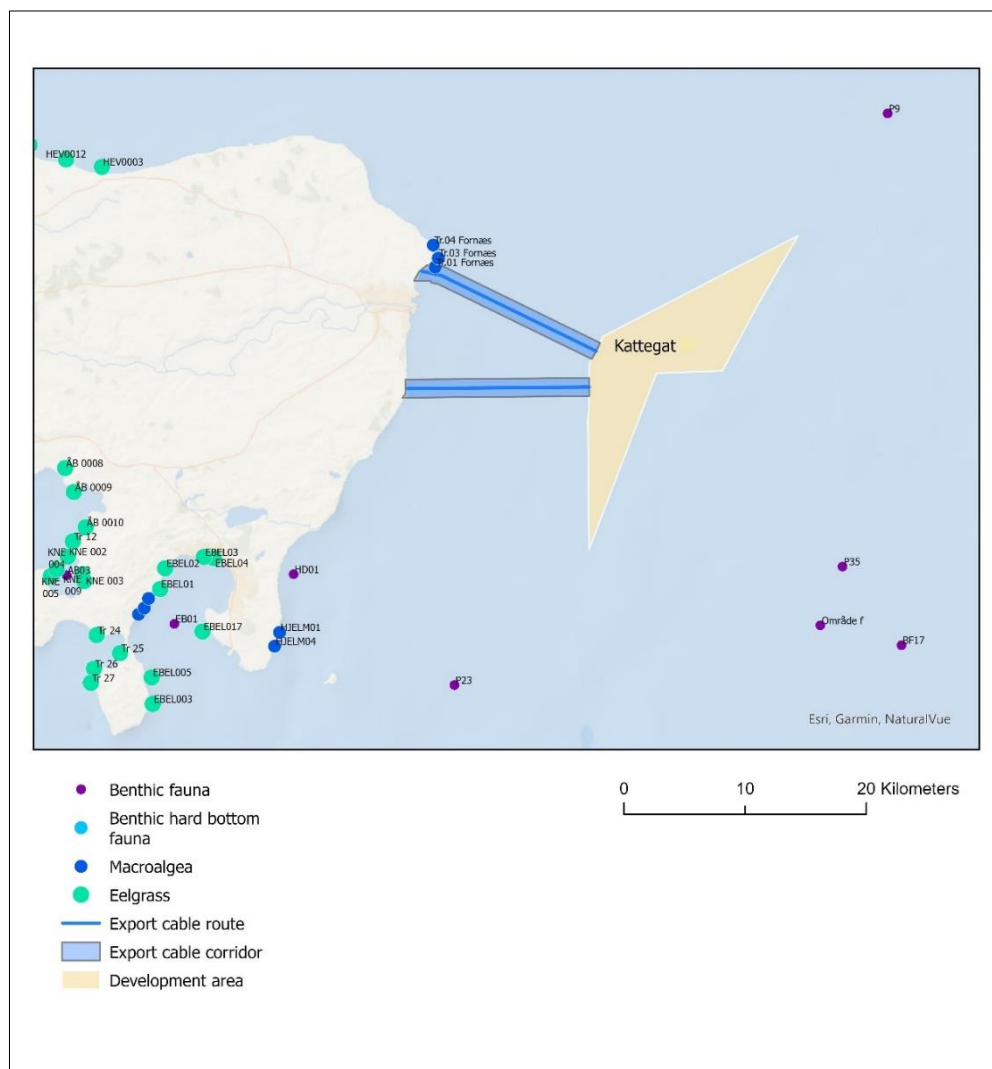 P9
HEV0012
HEV0003
Tr.04 Fornæs
Tr.03 Fornæs
Tr.01 Fornæs
Kattegat
ÅB 0008
ÅB 0009
ÅB 0010
Tr 12
KNE KNE 002
004
AB03
KNE KNE 003
005 009
EBEL03
EBEL02 EBEL04
EBEL01
HD01
P35
EB01
EBEL017
HJELM01
HJELM04
Område f
BF17
Tr 24
Tr 25
Tr 26
Tr 27
EBEL005
EBEL003
P23
Esri, Garmin, NaturalVue
Benthic fauna
Benthic hard bottom
fauna
Macroalgea
Eelgrass
Export cable route
Export cable corridor
Development area
0 10 20 Kilometers